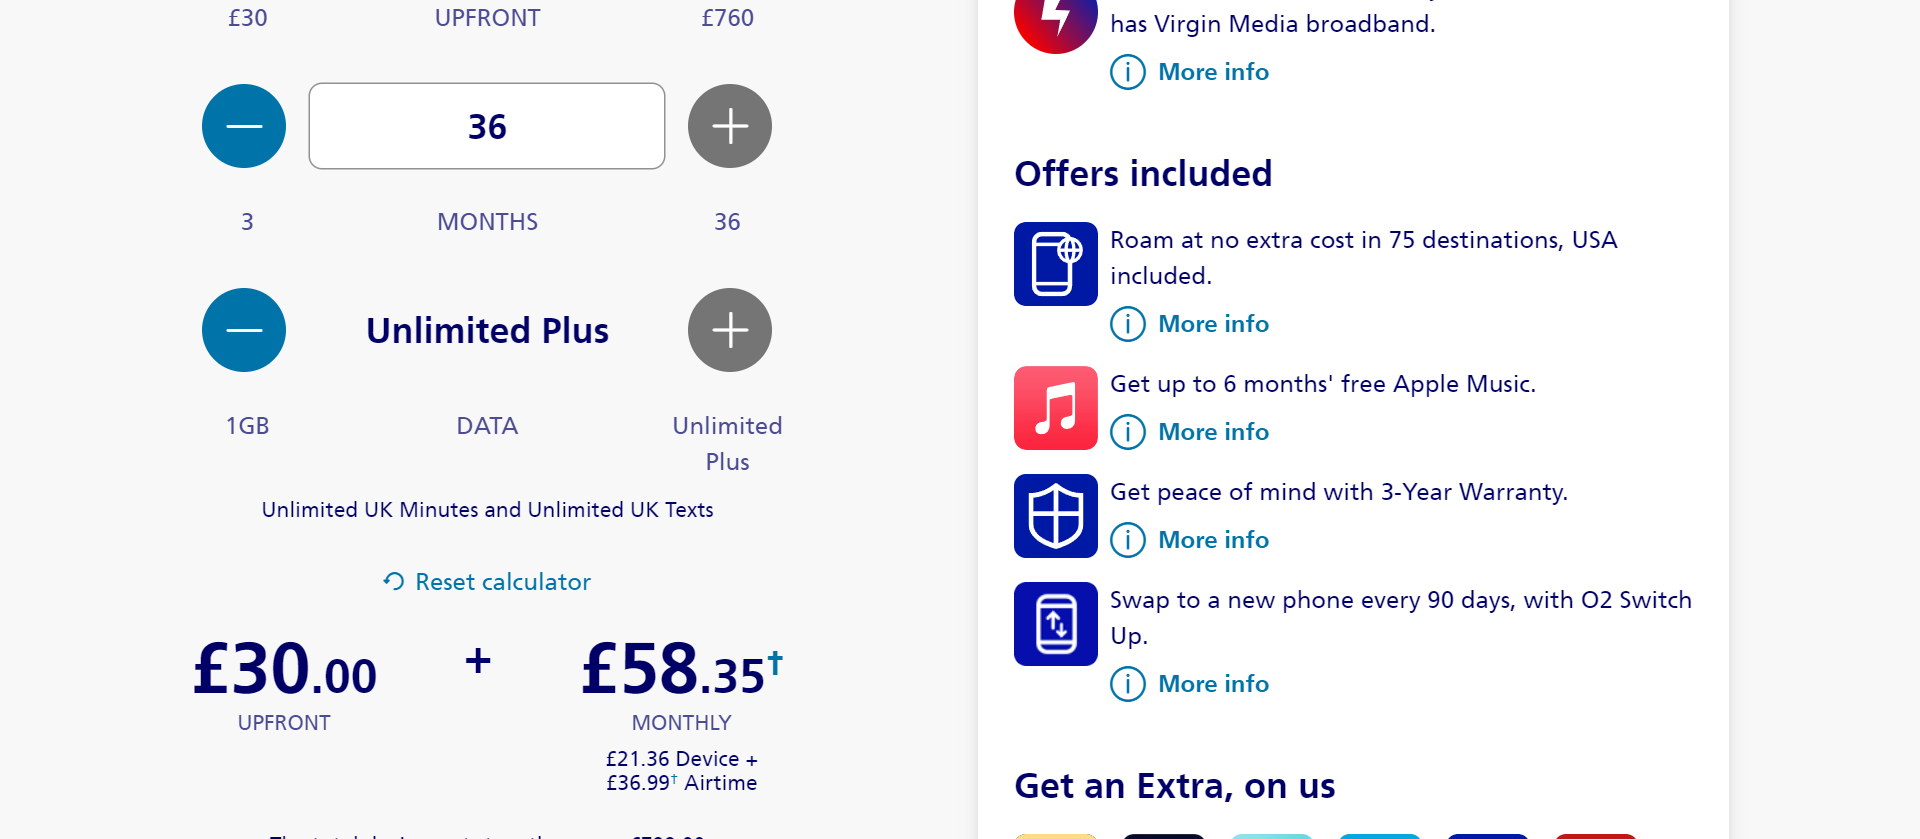 £30 UPFRONT £760
36
3 MONTHS 36
Unlimited Plus
1GB DATA Unlimited
Plus
Unlimited UK Minutes and Unlimited UK Texts
Reset calculator
£30.00 + £58.35†
UPFRONT MONTHLY
£21.36 Device +
£36.99† Airtime
has Virgin Media broadband.
More info
Offers included
Roam at no extra cost in 75 destinations, USA
included.
More info
Get up to 6 months' free Apple Music.
More info
Get peace of mind with 3-Year Warranty.
More info
Swap to a new phone every 90 days, with O2 Switch
Up.
More info
Get an Extra, on us